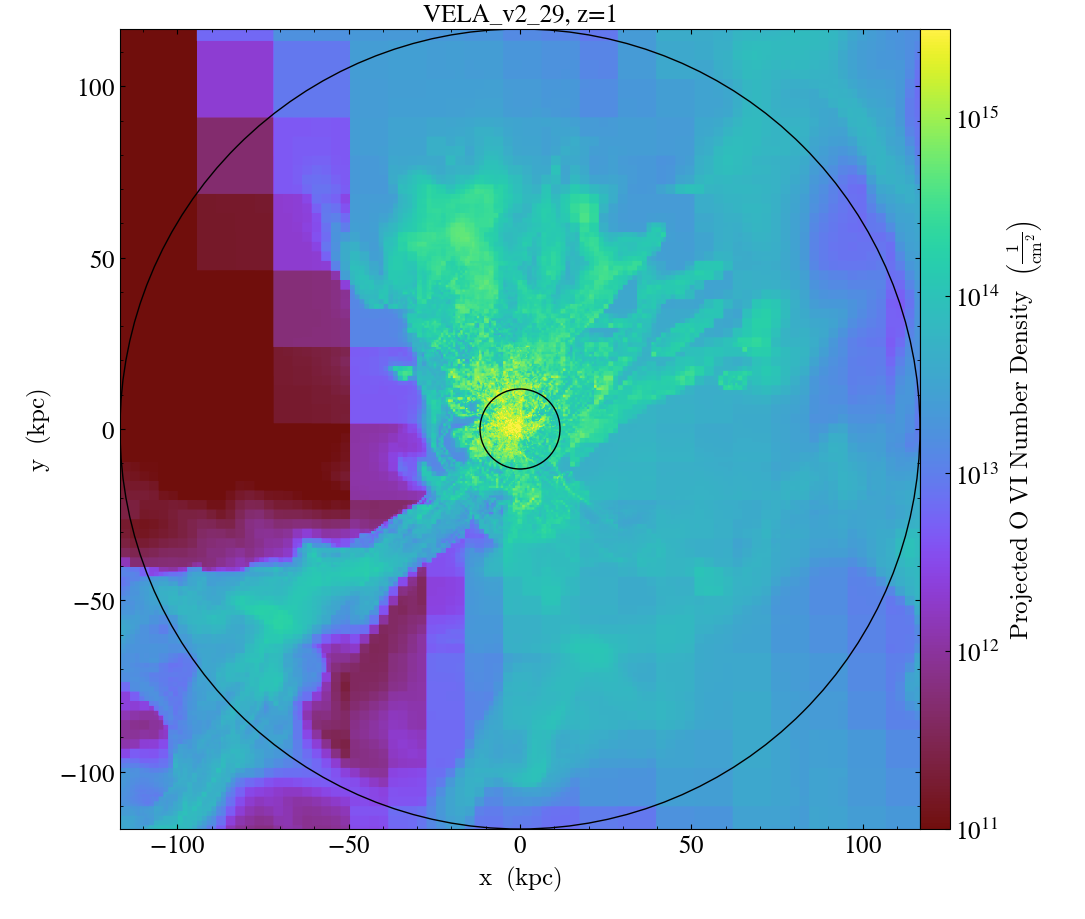 VELA_v2_29, z=1
100
50
0
−50
−100
y (kpc)
−100 −50 0 50 100
x (kpc)
10^15
10^14
10^13
10^12
10^11
Projected O VI Number Density (1/cm^2)